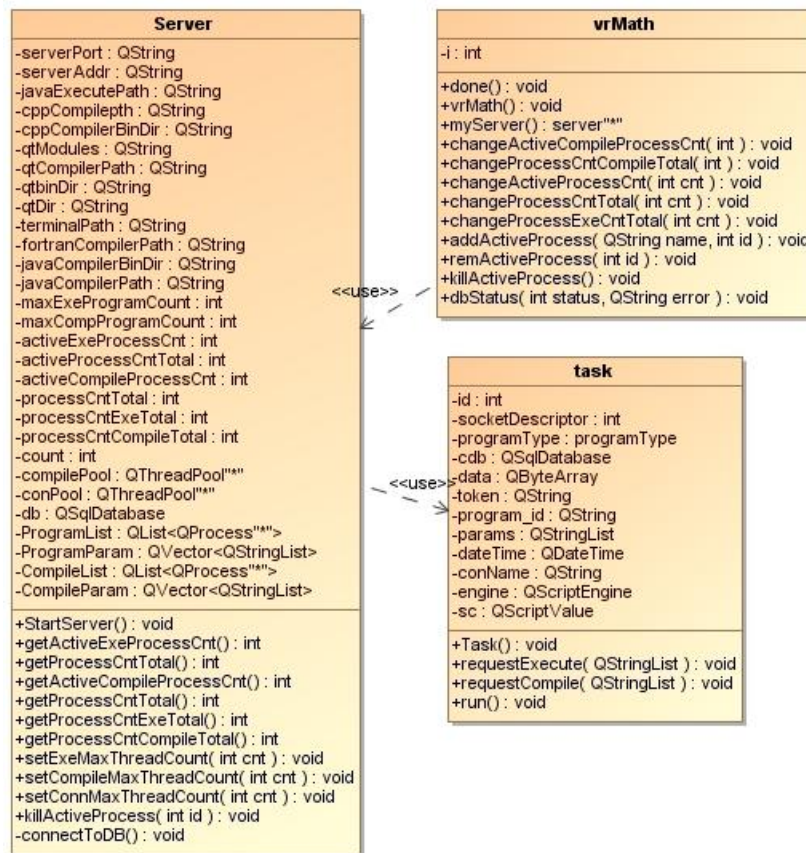 Server
-serverPort : QString
-serverAddr : QString
-javaExecutePath : QString
-cppCompilepth : QString
-cppCompilerBinDir : QString
-qtModules : QString
-qtCompilerPath : QString
-qtbinDir : QString
-qtDir : QString
-terminalPath : QString
-fortranCompilerPath : QString
-javaCompilerBinDir : QString
-javaCompilerPath : QString
-maxExeProgramCount : int
-maxCompProgramCount : int
-activeExeProcessCnt : int
-activeProcessCntTotal : int
-activeCompileProcessCnt : int
-processCntTotal : int
-processCntExeTotal : int
-processCntCompileTotal : int
-count : int
-compilePool : QThreadPool"*"
-conPool : QThreadPool"*"
-db : QSqlDatabase
-ProgramList : QList<QProcess"*">
-ProgramParam : QVector<QStringList>
-CompileList : QList<QProcess"*">
-CompileParam : QVector<QStringList>
+StartServer() : void
+getActiveExeProcessCnt() : int
+getProcessCntTotal() : int
+getActiveCompileProcessCnt() : int
+getProcessCntTotal() : int
+getProcessCntExeTotal() : int
+getProcessCntCompileTotal() : int
+setExeMaxThreadCount( int cnt ) : void
+setCompileMaxThreadCount( int cnt ) : void
+setConnMaxThreadCount( int cnt ) : void
+killActiveProcess( int id ) : void
-connectToDB() : void
<<use>>
<<use>>
vrMath
-i : int
+done() : void
+vrMath() : void
+myServer() : server"*"
+changeActiveCompileProcessCnt( int ) : void
+changeProcessCntCompileTotal( int ) : void
+changeActiveProcessCnt( int cnt ) : void
+changeProcessCntTotal( int cnt ) : void
+changeProcessExeCntTotal( int cnt ) : void
+addActiveProcess( QString name, int id ) : void
+remActiveProcess( int id ) : void
+killActiveProcess() : void
+dbStatus( int status, QString error ) : void
task
-id : int
-socketDescriptor : int
-programType : programType
-cdb : QSqlDatabase
-data : QByteArray
-token : QString
-program_id : QString
-params : QStringList
-dateTime : QDateTime
-conName : QString
-engine : QScriptEngine
-sc : QScriptValue
+Task() : void
+requestExecute( QStringList ) : void
+requestCompile( QStringList ) : void
+run() : void